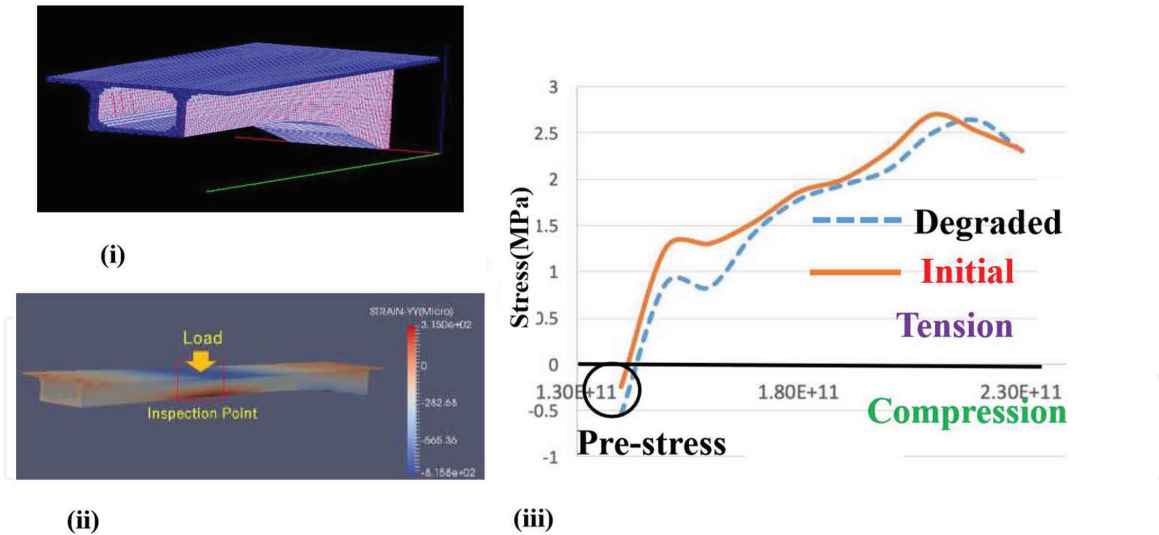 (i)
STRAIN-YY(Micro)
3.150e+02
0
-282.68
-565.36
-8.158e+02
Load
Inspection Point
(ii)
Stress(MPa)
3
2.5
2
1.5
1
0.5
0
-0.5
-1
1.30E+11
1.80E+11
2.30E+11
Degraded
Initial
Tension
Compression
Pre-stress
(iii)